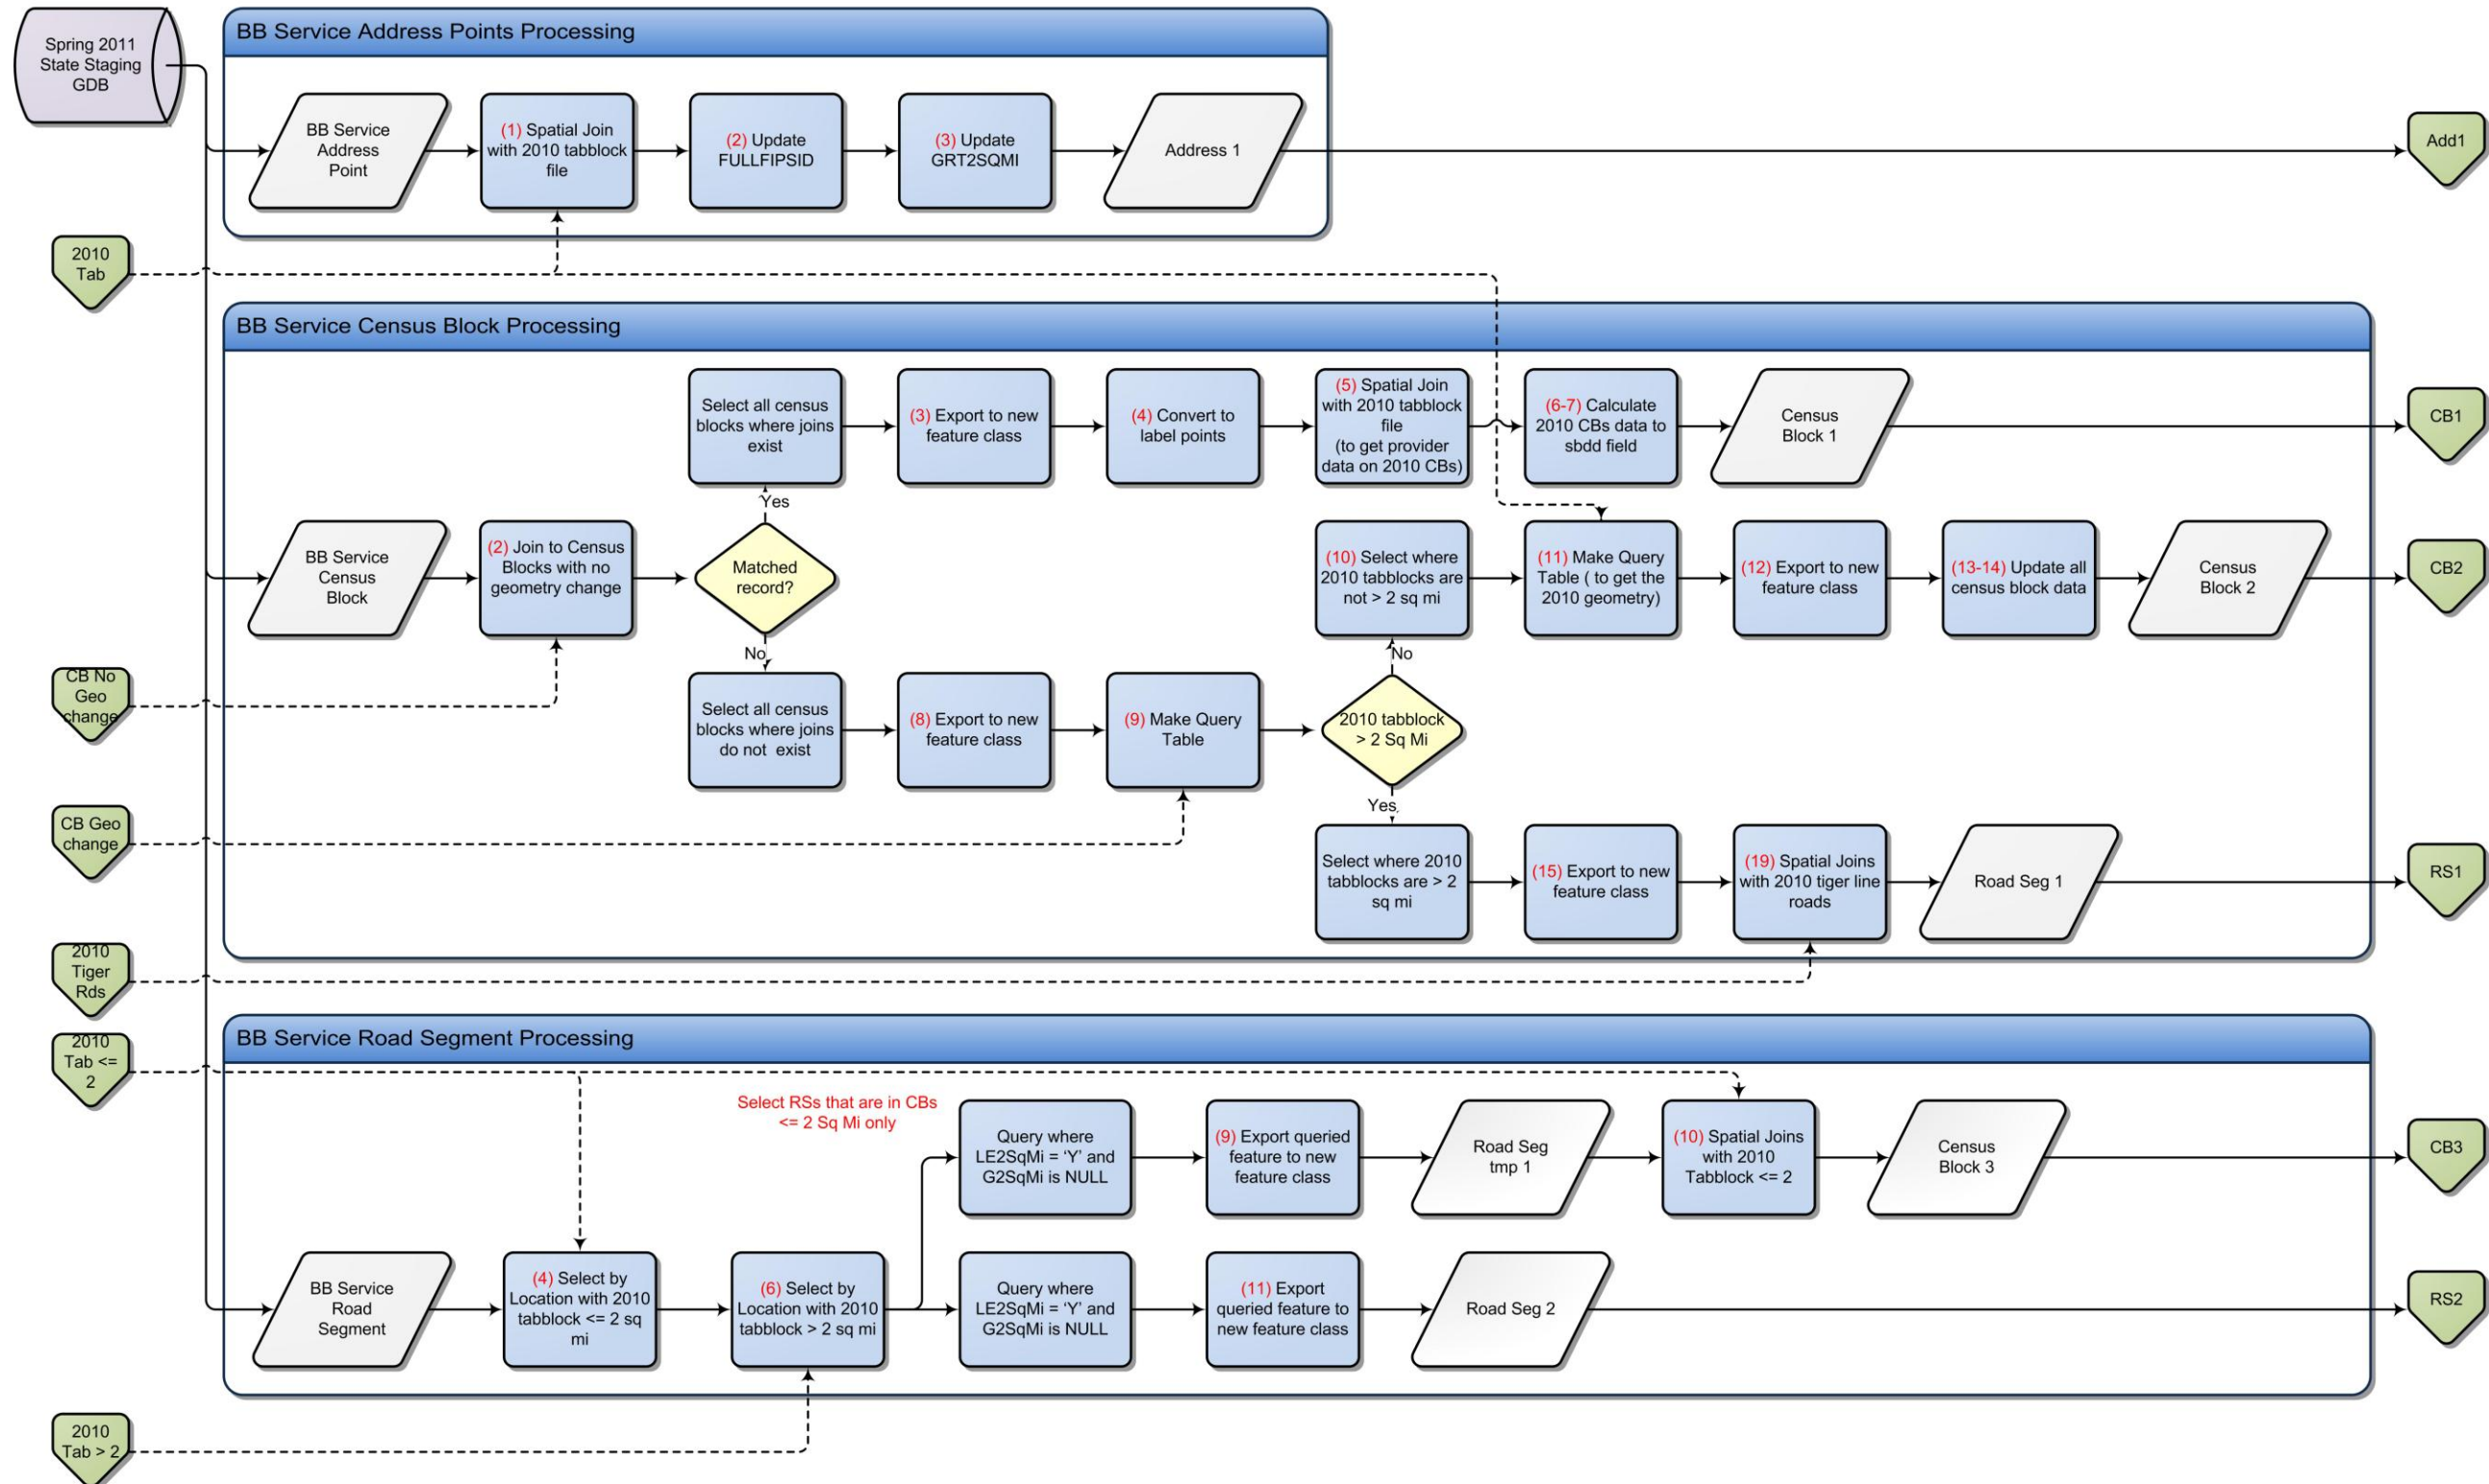 Spring 2011
State Staging
GDB
BB Service Address Points Processing
BB Service
Address
Point
(1) Spatial Join
with 2010 tabblock
file
(2) Update
FULLFIPSID
(3) Update
GRT2SQMI
Address 1
Add1
2010
Tab
BB Service Census Block Processing
Select all census
blocks where joins
exist
(3) Export to new
feature class
(4) Convert to
label points
(5) Spatial Join
with 2010 tabblock
file
(to get provider
data on 2010 CBs)
(6-7) Calculate
2010 CBs data to
sbdd field
Census
Block 1
CB1
Yes
BB Service
Census
Block
(2) Join to Census
Blocks with no
geometry change
Matched
record?
(10) Select where
2010 tabblocks are
not > 2 sq mi
(11) Make Query
Table ( to get the
2010 geometry)
(12) Export to new
feature class
(13-14) Update all
census block data
Census
Block 2
CB2
No
No
CB No
Geo
change
Select all census
blocks where joins
do not exist
(8) Export to new
feature class
(9) Make Query
Table
2010 tabblock
> 2 Sq Mi
Yes
CB Geo
change
Select where 2010
tabblocks are > 2
sq mi
(15) Export to new
feature class
(19) Spatial Joins
with 2010 tiger line
roads
Road Seg 1
RS1
2010
Tiger
Rds
BB Service Road Segment Processing
2010
Tab <=
2
Select RSs that are in CBs
<= 2 Sq Mi only
Query where
LE2SqMi = ‘Y’ and
G2SqMi is NULL
(9) Export queried
feature to new
feature class
Road Seg
tmp 1
(10) Spatial Joins
with 2010
Tabblock <= 2
Census
Block 3
CB3
BB Service
Road
Segment
(4) Select by
Location with 2010
tabblock <= 2 sq
mi
(6) Select by
Location with 2010
tabblock > 2 sq mi
Query where
LE2SqMi = ‘Y’ and
G2SqMi is NULL
(11) Export
queried feature to
new feature class
Road Seg 2
RS2
2010
Tab > 2